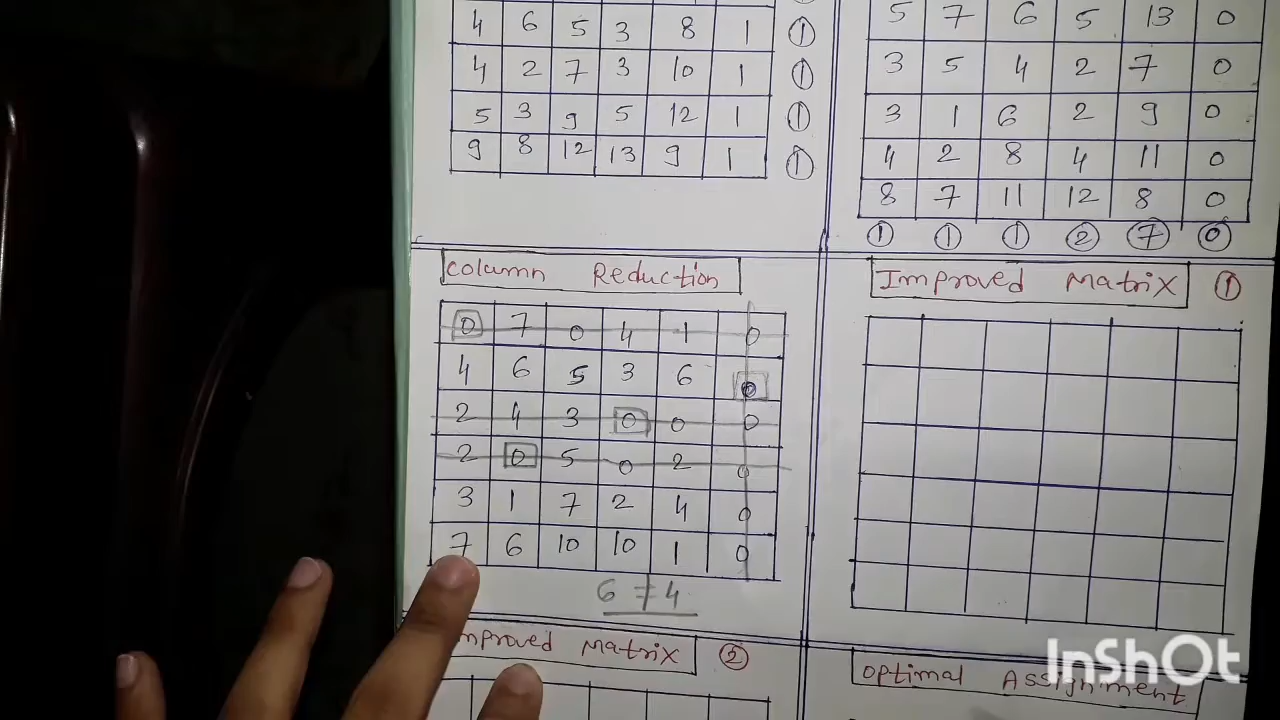 4 6 5 3 8 1 ①
4 2 7 3 10 1 ①
5 3 9 5 12 1 ①
9 8 12 13 9 1 ①
5 7 6 5 13 0
3 5 4 2 7 0
3 1 6 2 9 0
4 2 8 4 11 0
8 7 11 12 8 0
① ① ① ② ⑦ ⓪
Column Reduction
0 7 0 4 1 0
4 6 5 3 6 0
2 4 3 0 0 0
2 0 5 0 2 0
3 1 7 2 4 0
7 6 10 10 1 0
6 ≠ 4
Improved Matrix ①
mproved Matrix ②
Optimal Assignment
InShOt